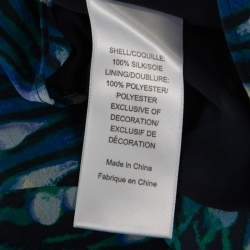 SHELL/COQUILLE:
100% SILK/SOIE
LINING/DOUBLURE:
100% POLYESTER/
POLYESTER
EXCLUSIVE OF
DECORATION/
EXCLUSIF DE
DÉCORATION
Made In China
Fabrique en Chine